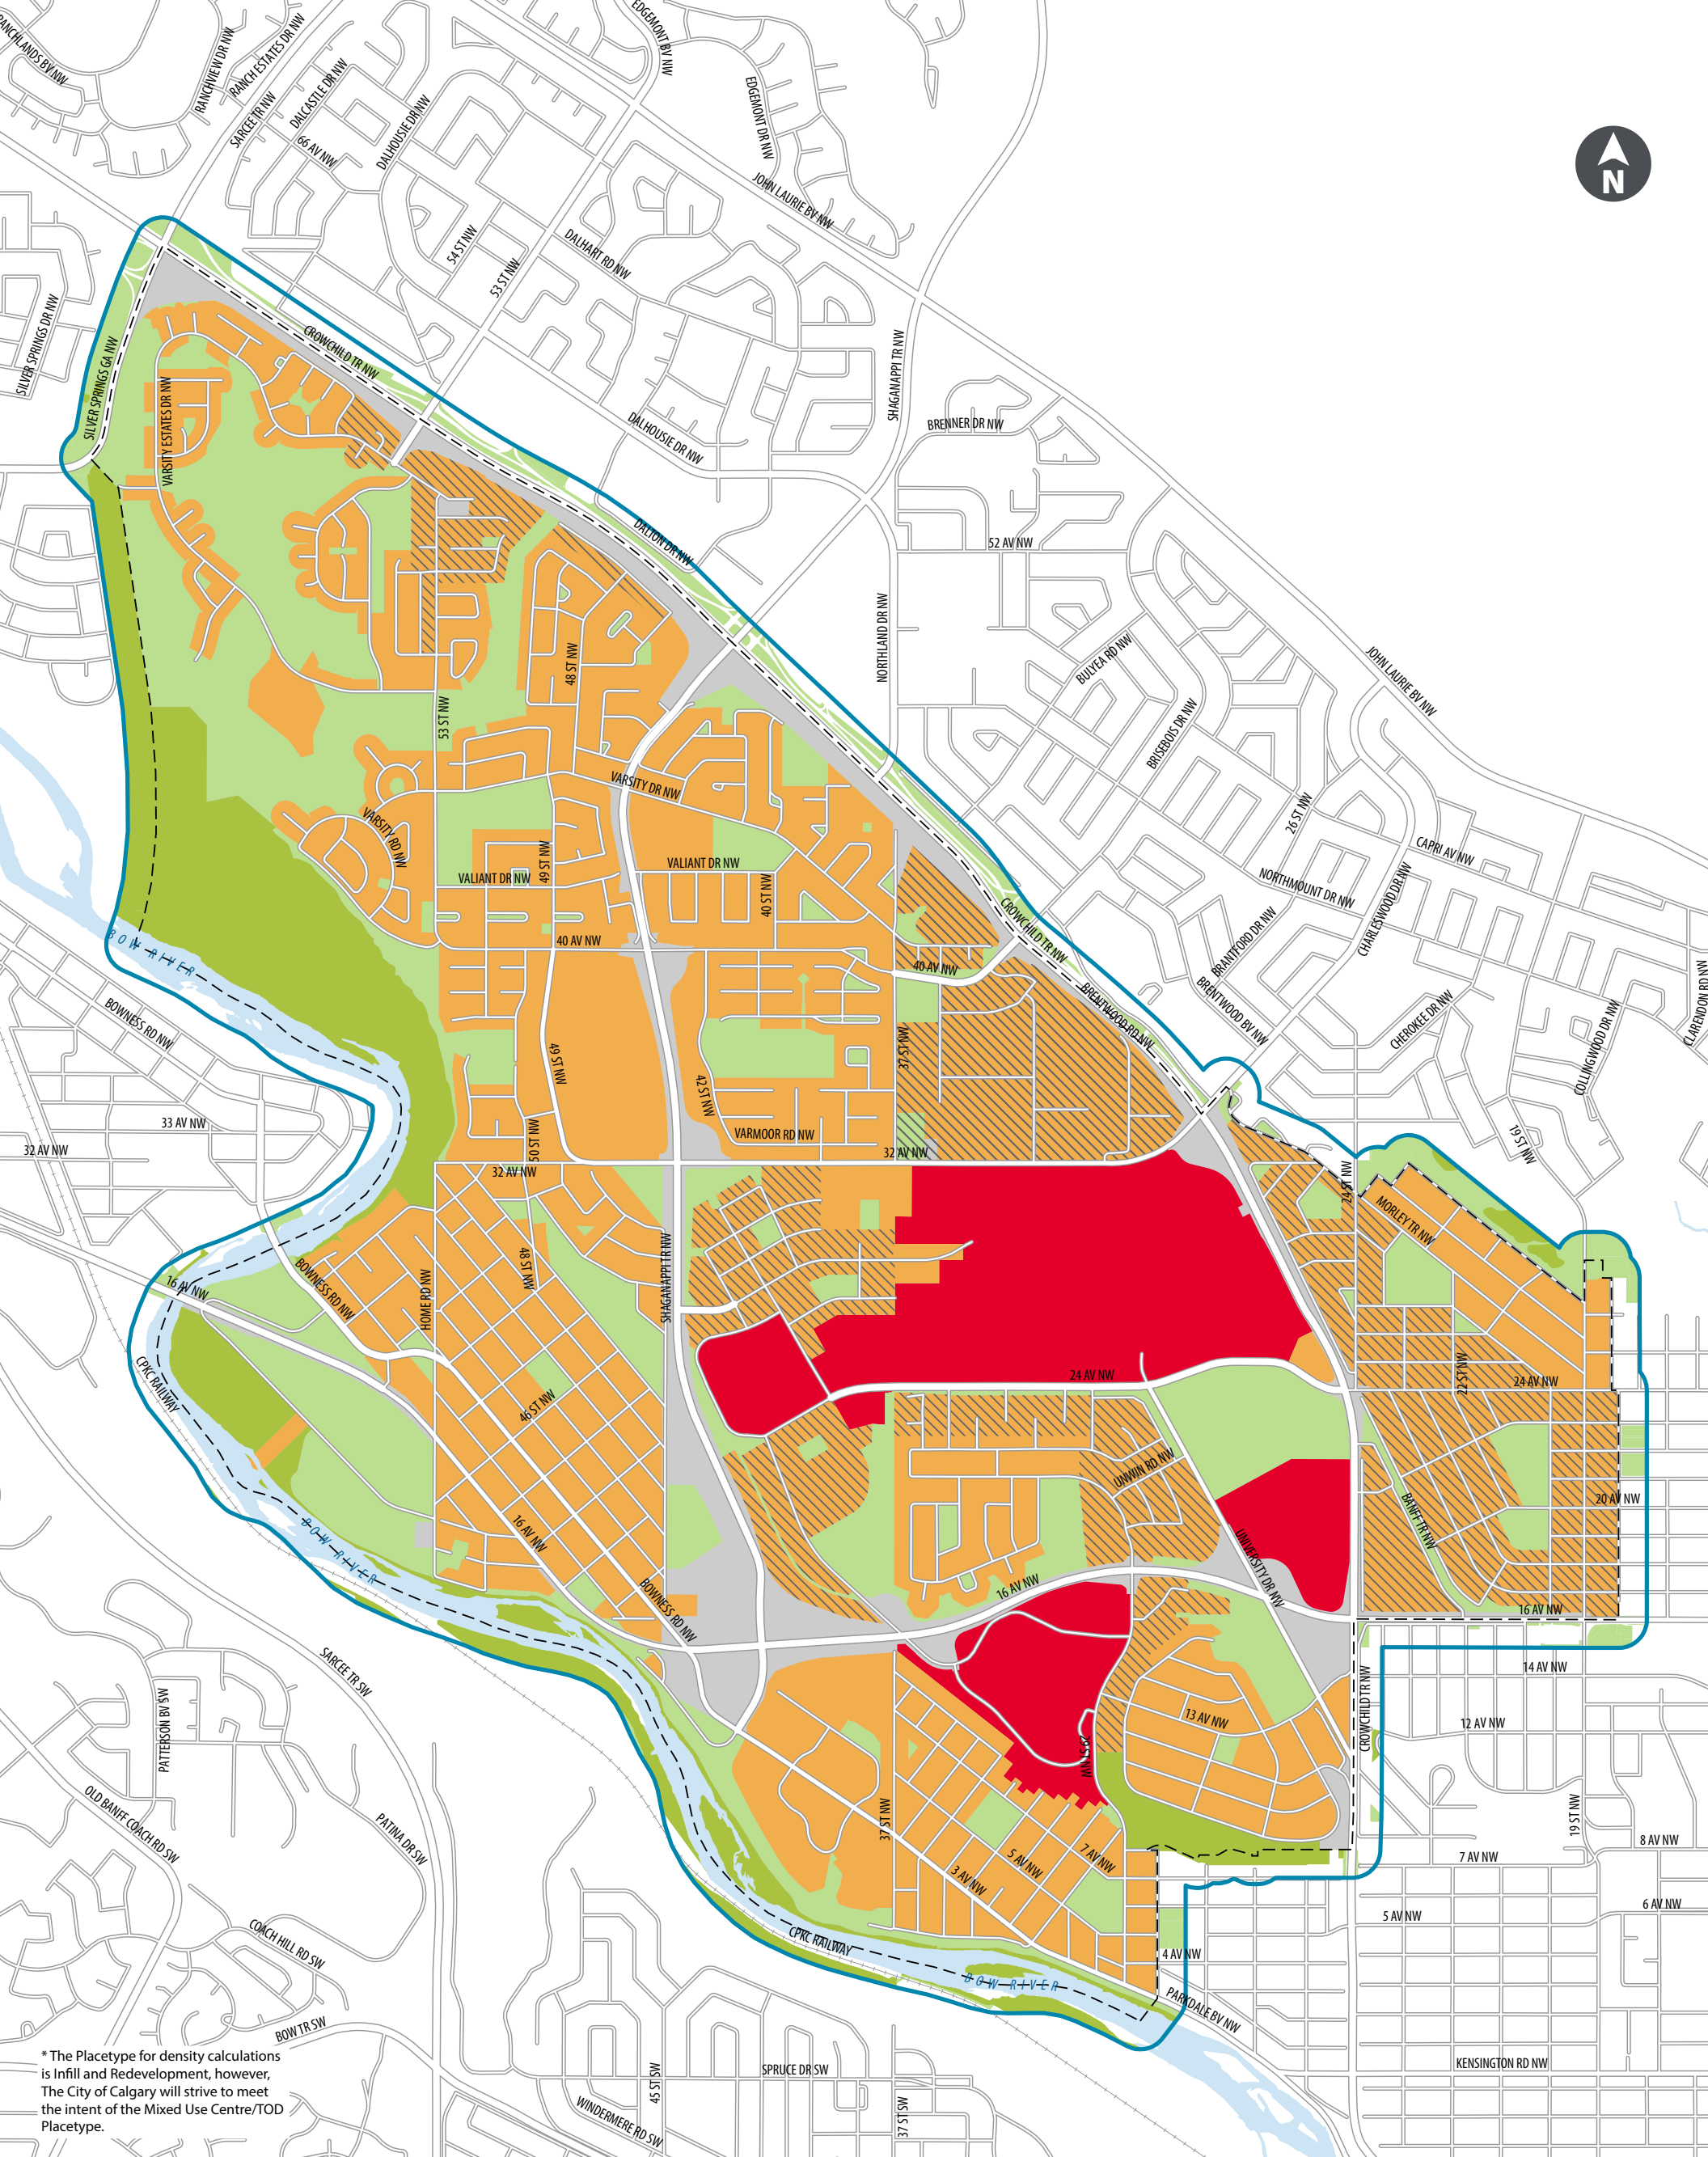 RANCHLANDS BV NW
RANCHVIEW DR NW
RANCH ESTATES DR NW
SARCEE TR NW
DALCASTLE DR NW
66 AV NW
DALHOUSIE DR NW
EDGEMONT BV NW
EDGEMONT DR NW
JOHN LAURIE BV NW
N
54 ST NW
53 ST NW
DALHART RD NW
SILVER SPRINGS DR NW
SILVER SPRINGS GA NW
CROWCHILD TR NW
VARSITY ESTATES DR NW
SHAGANAPPI TR NW
DALHOUSIE DR NW
BRENNER DR NW
DALTON DR NW
52 AV NW
NORTHLAND DR NW
BULYEA RD NW
JOHN LAURIE BV NW
48 ST NW
53 ST NW
BRISEBOIS DR NW
VARSITY DR NW
VARSITY RD NW
26 ST NW
CAPRI AV NW
VALIANT DR NW
VALIANT DR NW
49 ST NW
40 ST NW
NORTHMOUNT DR NW
CHARLESWOOD DR NW
CROWCHILD TR NW
BRANTFORD DR NW
BRENTWOOD BV NW
40 AV NW
40 AV NW
BOW RIVER
BRENTWOOD RD NW
CHEROKEE DR NW
COLLINGWOOD DR NW
CLARENDON RD NW
BOWNESS RD NW
49 ST NW
42 ST NW
37 ST NW
33 AV NW
32 AV NW
50 ST NW
VARMOOR RD NW
32 AV NW
32 AV NW
19 ST NW
24 ST NW
MORLEY TR NW
48 ST NW
SHAGANAPPI TR NW
BOWNESS RD NW
HOME RD NW
16 AV NW
1
CPKC RAILWAY
46 ST NW
24 AV NW
22 ST NW
24 AV NW
UNWIN RD NW
BANFF TR NW
20 AV NW
BOW RIVER
16 AV NW
UNIVERSITY DR NW
16 AV NW
BOWNESS RD NW
16 AV NW
SARCEE TR SW
14 AV NW
PATTERSON BV SW
13 AV NW
12 AV NW
CROWCHILD TR NW
29 ST NW
OLD BANFF COACH RD SW
PATINA DR SW
37 ST NW
19 ST NW
8 AV NW
7 AV NW
7 AV NW
5 AV NW
3 AV NW
6 AV NW
5 AV NW
COACH HILL RD SW
CPKC RAILWAY
4 AV NW
BOW RIVER
PARKDALE BV NW
BOW TR SW
KENSINGTON RD NW
SPRUCE DR SW
45 ST SW
37 ST SW
WINDERMERE RD SW
* The Placetype for density calculations
is Infill and Redevelopment, however,
The City of Calgary will strive to meet
the intent of the Mixed Use Centre/TOD
Placetype.